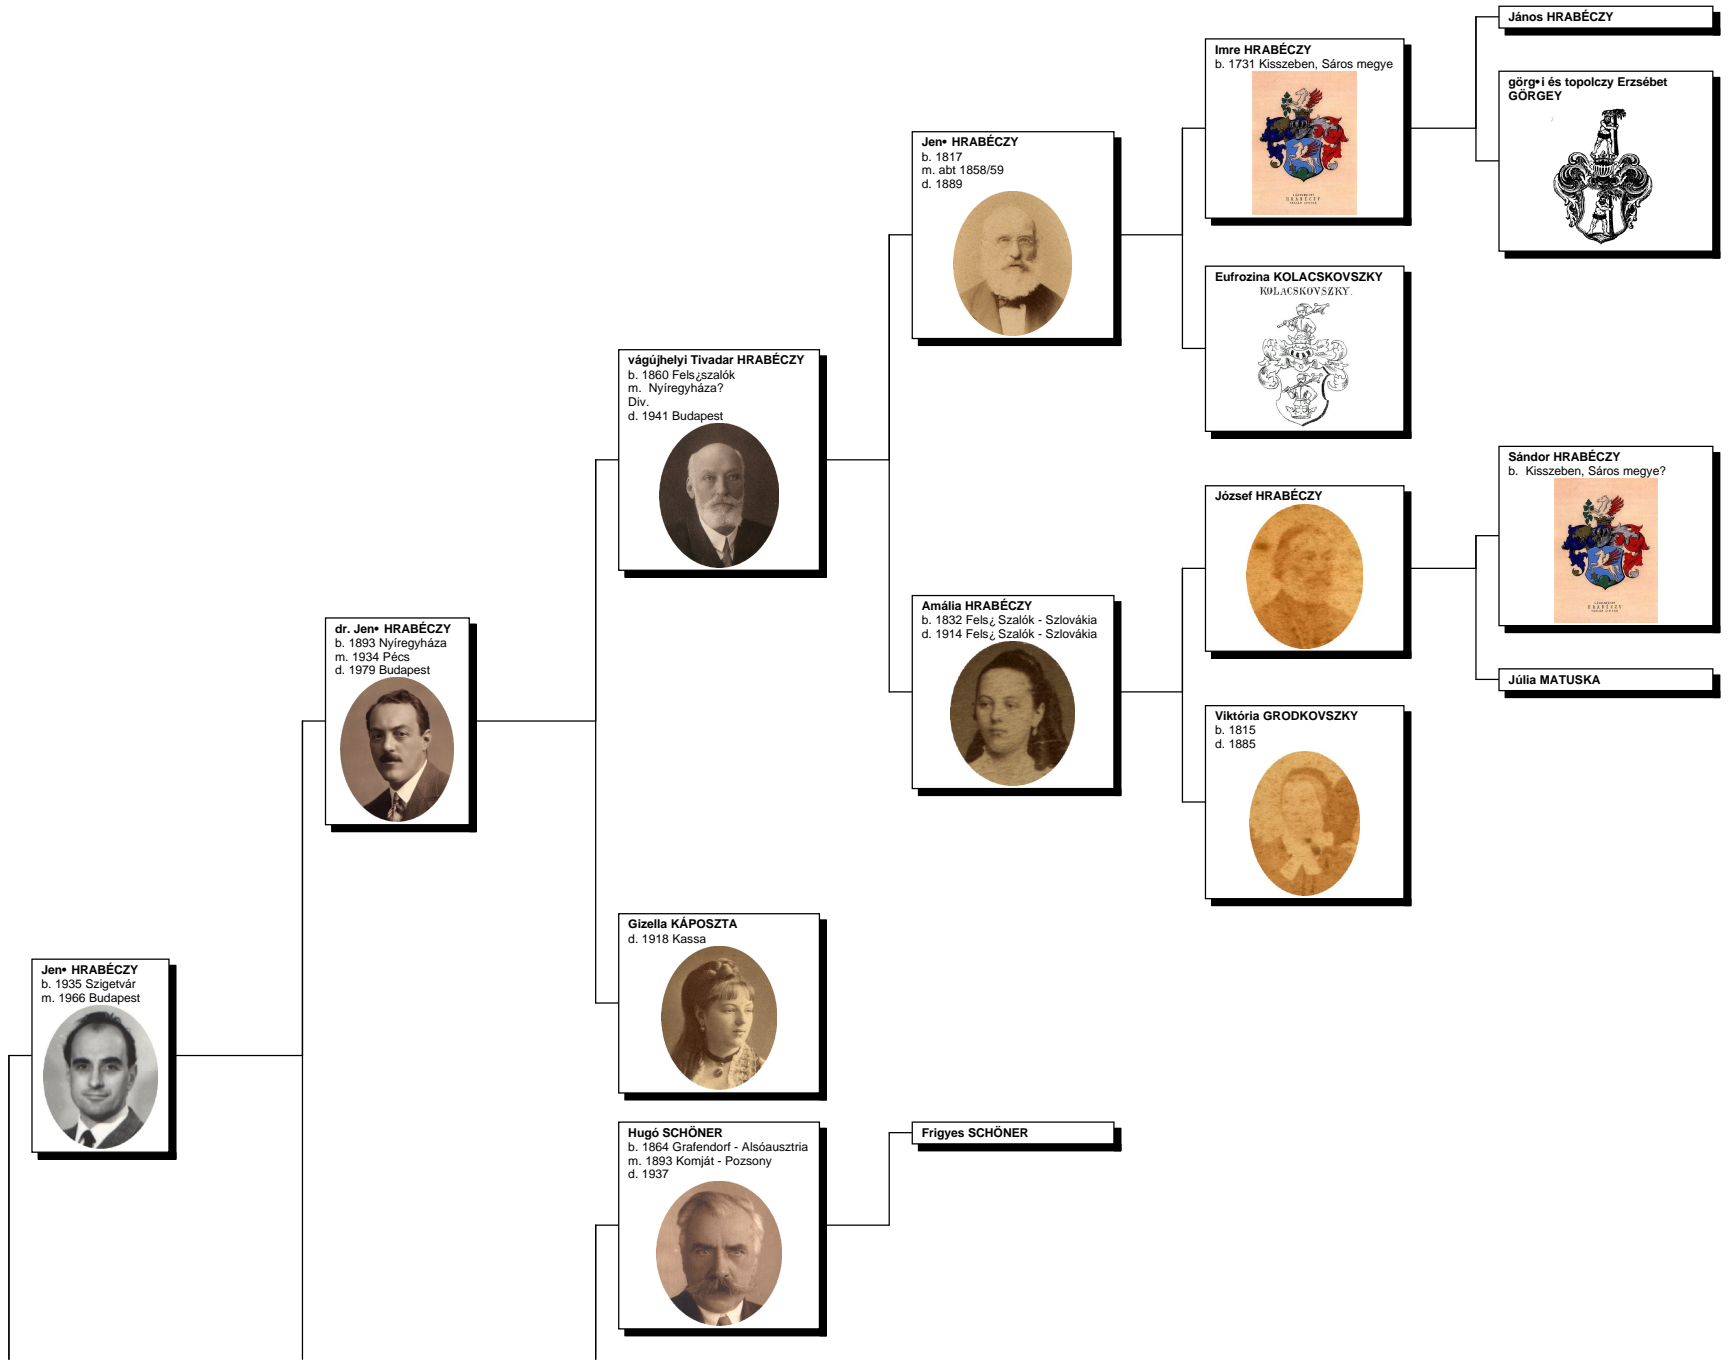 János HRABÉCZY
Imre HRABÉCZY
b. 1731 Kisszeben, Sáros megye
HRABÉCZY
görg•i és topolczy Erzsébet
GÖRGEY
Jen• HRABÉCZY
b. 1817
m. abt 1858/59
d. 1889
Eufrozina KOLACSKOVSZKY
KOLACSKOVSZKY.
vágújhelyi Tivadar HRABÉCZY
b. 1860 Fels¿szalók
m.  Nyíregyháza?
Div.
d. 1941 Budapest
Sándor HRABÉCZY
b.  Kisszeben, Sáros megye?
HRABÉCZY
József HRABÉCZY
Amália HRABÉCZY
b. 1832 Fels¿ Szalók - Szlovákia
d. 1914 Fels¿ Szalók - Szlovákia
dr. Jen• HRABÉCZY
b. 1893 Nyíregyháza
m. 1934 Pécs
d. 1979 Budapest
Júlia MATUSKA
Viktória GRODKOVSZKY
b. 1815
d. 1885
Gizella KÁPOSZTA
d. 1918 Kassa
Jen• HRABÉCZY
b. 1935 Szigetvár
m. 1966 Budapest
Hugó SCHÖNER
b. 1864 Grafendorf - Alsóausztria
m. 1893 Komját - Pozsony
d. 1937
Frigyes SCHÖNER